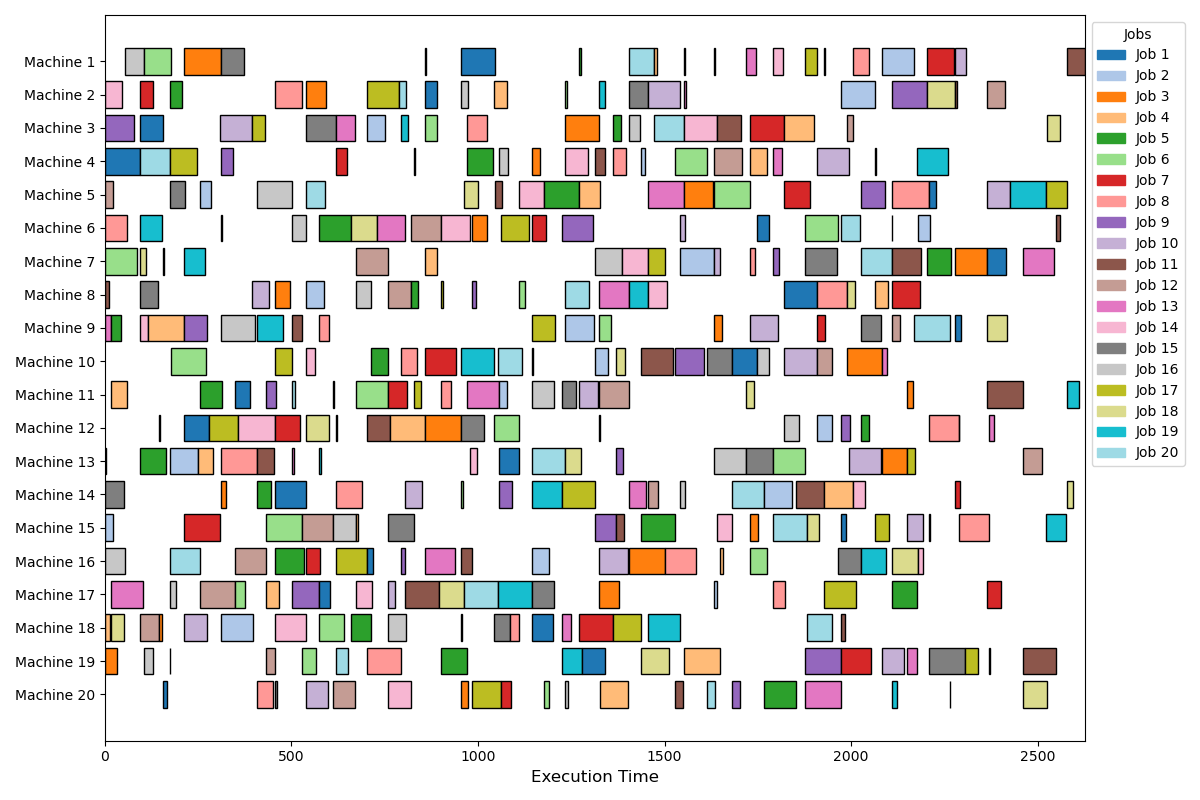 Machine 1
Machine 2
Machine 3
Machine 4
Machine 5
Machine 6
Machine 7
Machine 8
Machine 9
Machine 10
Machine 11
Machine 12
Machine 13
Machine 14
Machine 15
Machine 16
Machine 17
Machine 18
Machine 19
Machine 20
0 500 1000 1500 2000 2500
Execution Time
Jobs
Job 1
Job 2
Job 3
Job 4
Job 5
Job 6
Job 7
Job 8
Job 9
Job 10
Job 11
Job 12
Job 13
Job 14
Job 15
Job 16
Job 17
Job 18
Job 19
Job 20